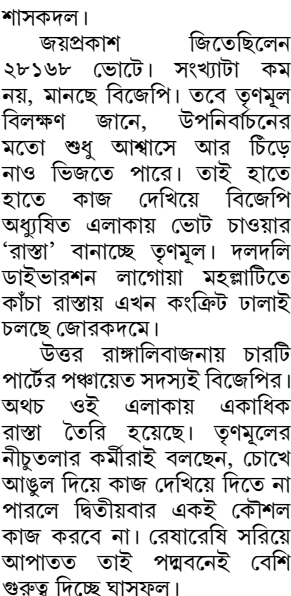 শাসকদল।
জয়প্রকাশ জিতেছিলেন
২৮১৬৮ ভোটে। সংখ্যাটা কম
নয়, মানছে বিজেপি। তবে তৃণমূল
বিলক্ষণ জানে, উপনির্বাচনের
মতো শুধু আশ্বাসে আর চিঁড়ে
নাও ভিজতে পারে। তাই হাতে
হাতে কাজ দেখিয়ে বিজেপি
অধ্যুষিত এলাকায় ভোট চাওয়ার
‘রাস্তা’ বানাচ্ছে তৃণমূল। দলদলি
ডাইভারশন লাগোয়া মহল্লাটিতে
কাঁচা রাস্তায় এখন কংক্রিট ঢালাই
চলছে জোরকদমে।
উত্তর রাঙ্গালিবাজনায় চারটি
পার্টের পঞ্চায়েত সদস্যই বিজেপির।
অথচ ওই এলাকায় একাধিক
রাস্তা তৈরি হয়েছে। তৃণমূলের
নীচুতলার কর্মীরাই বলছেন, চোখে
আঙুল দিয়ে কাজ দেখিয়ে দিতে না
পারলে দ্বিতীয়বার একই কৌশল
কাজ করবে না। রেষারেষি সরিয়ে
আপাতত তাই পদ্মবনেই বেশি
গুরুত্ব দিচ্ছে ঘাসফুল।